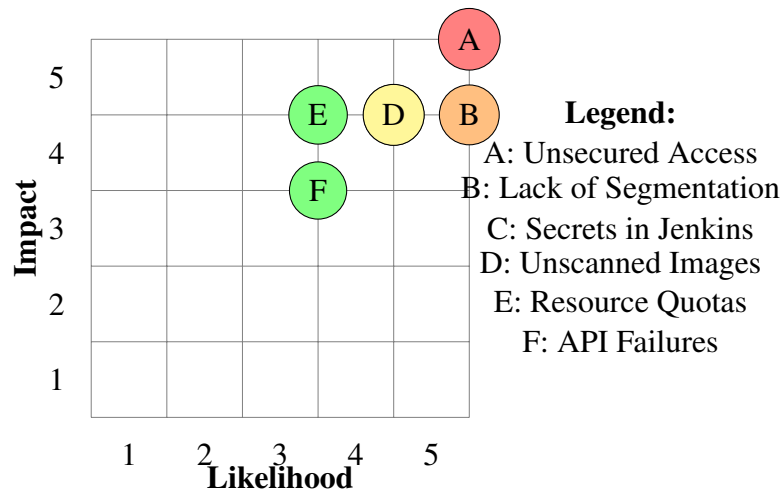 A
5
E
D
B
Legend:
4
A: Unsecured Access
F
B: Lack of Segmentation
Impact
3
C: Secrets in Jenkins
D: Unscanned Images
2
E: Resource Quotas
F: API Failures
1
1 2 3 4 5
Likelihood